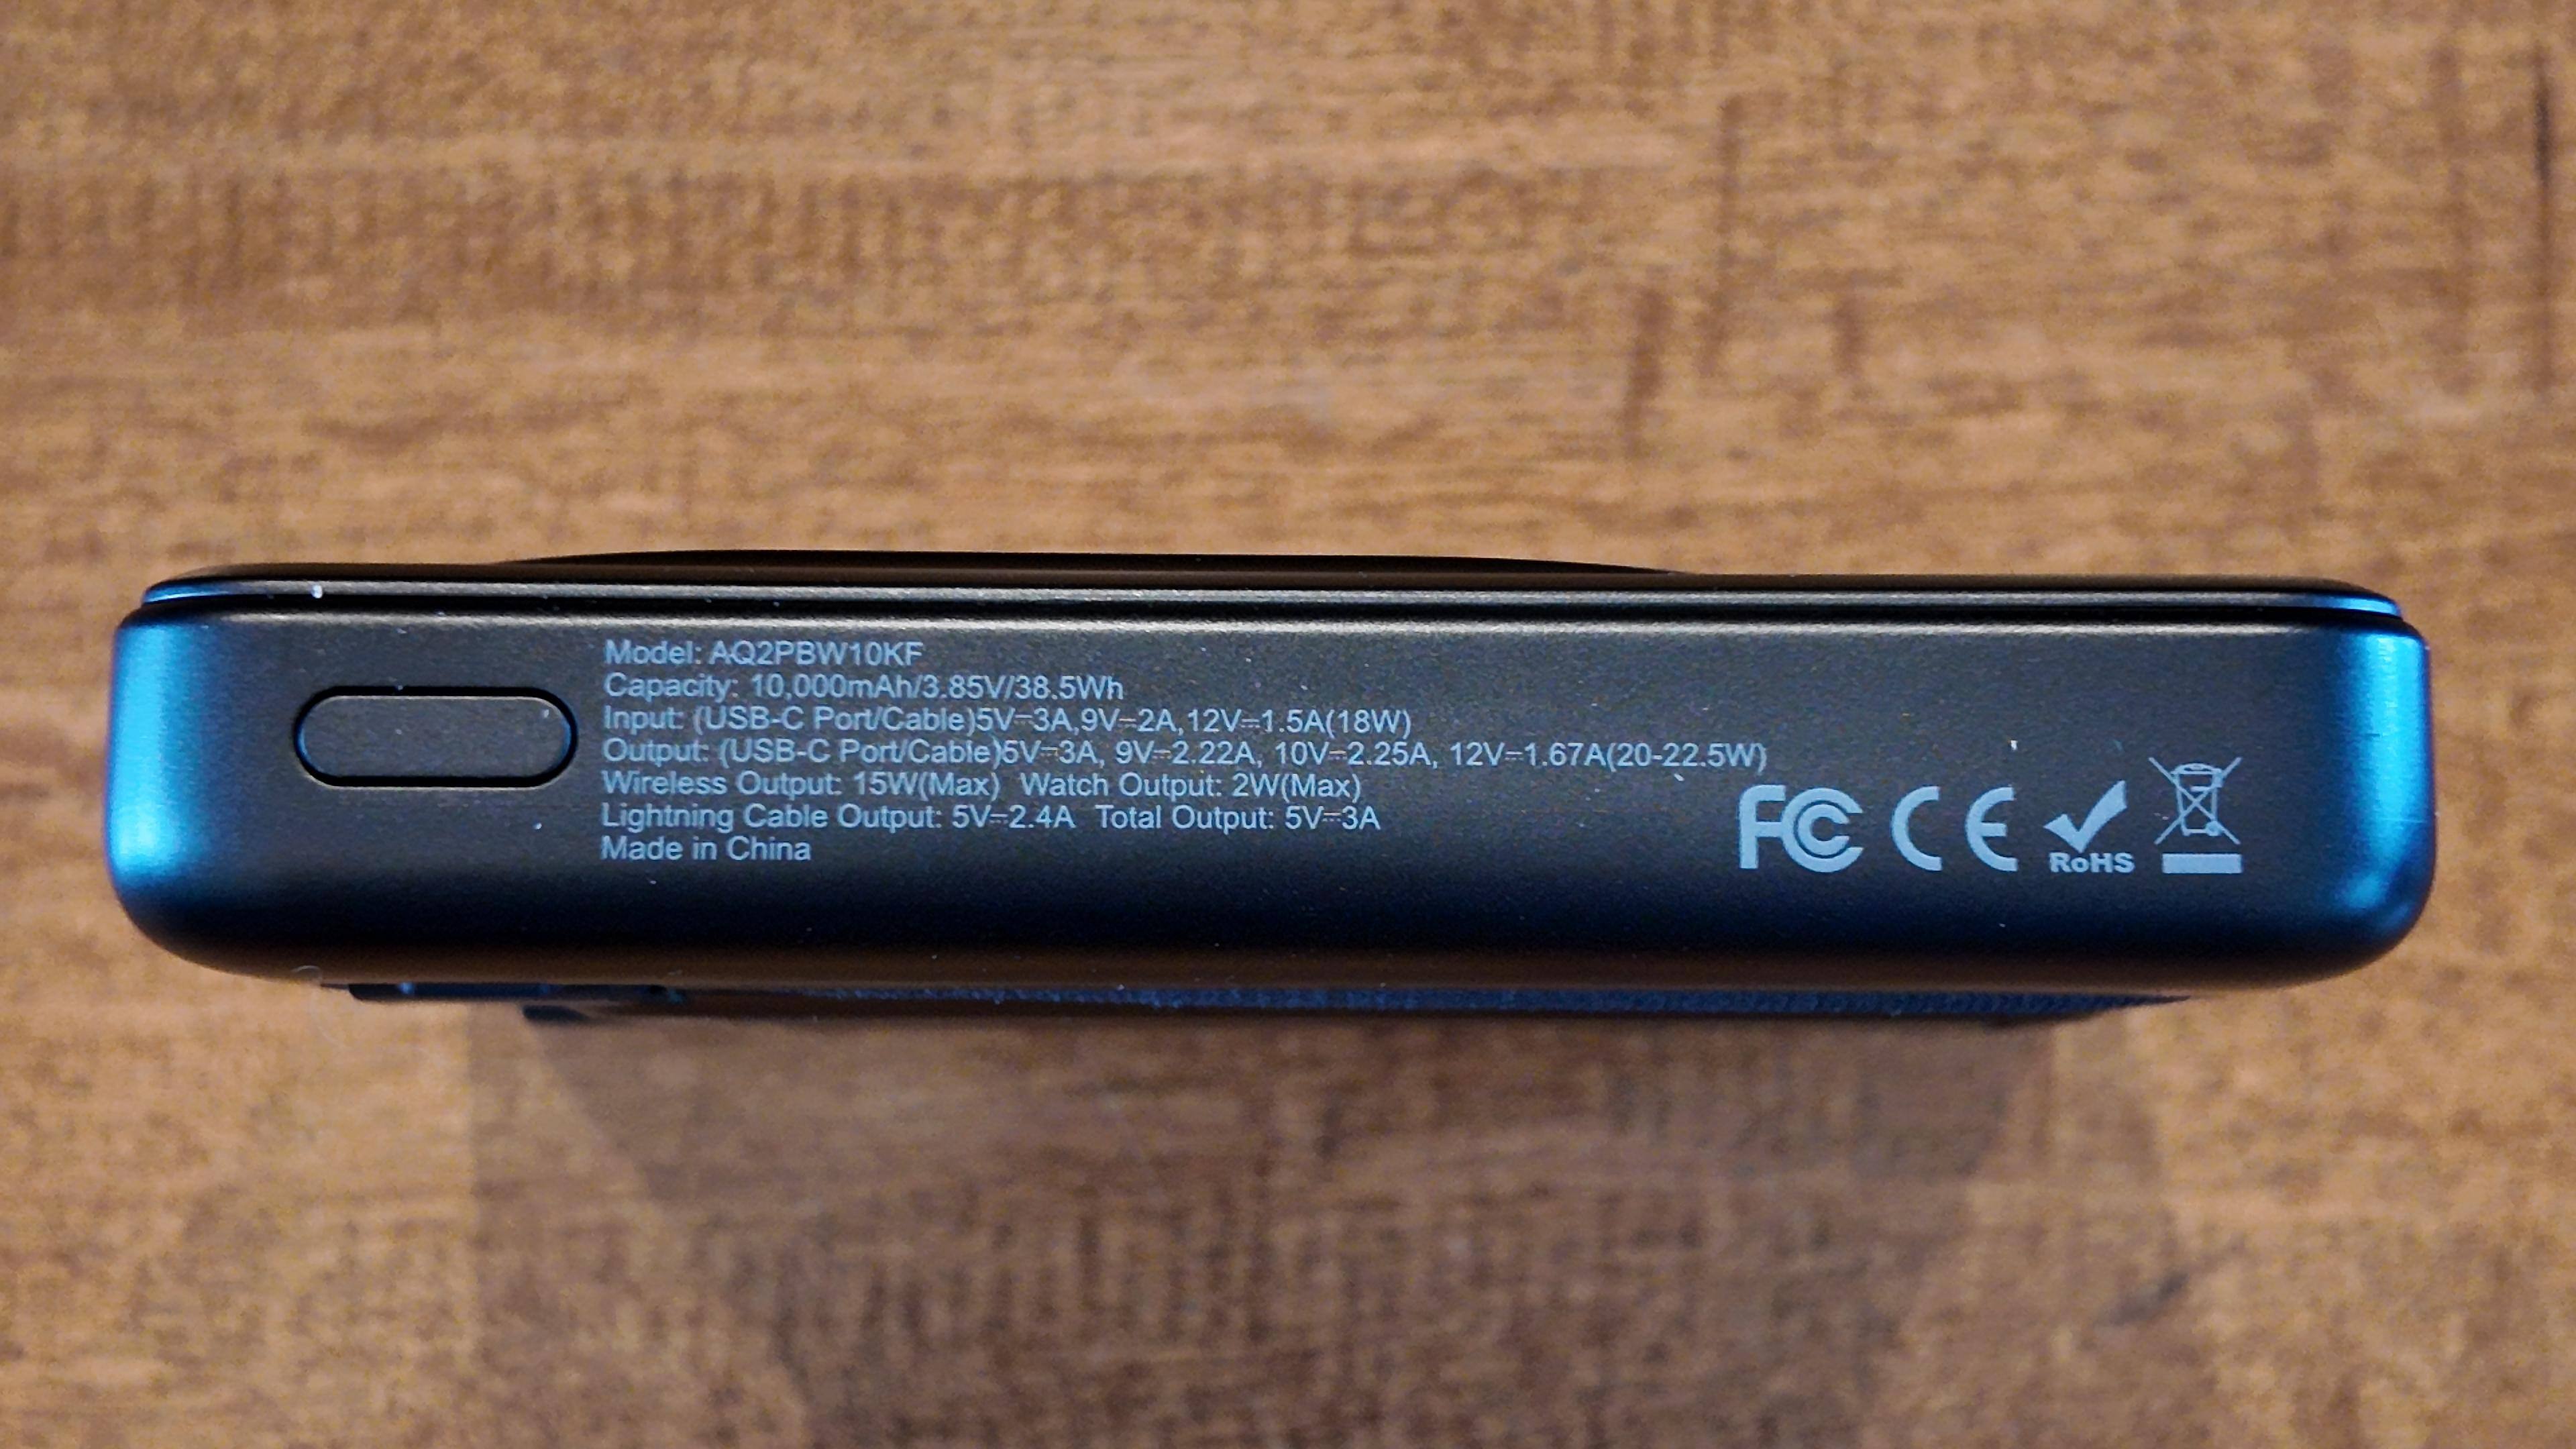 Model: AQ2PBW10KF
Capacity: 10,000mAh/3.85V/38.5Wh
Input: (USB-C Port/Cable)5V⎓3A,9V⎓2A,12V⎓1.5A(18W)
Output: (USB-C Port/Cable)5V⎓3A, 9V⎓2.22A, 10V⎓2.25A, 12V⎓1.67A(20-22.5W)
Wireless Output: 15W(Max)  Watch Output: 2W(Max)
Lightning Cable Output: 5V⎓2.4A  Total Output: 5V⎓3A
Made in China
FC CE RoHS